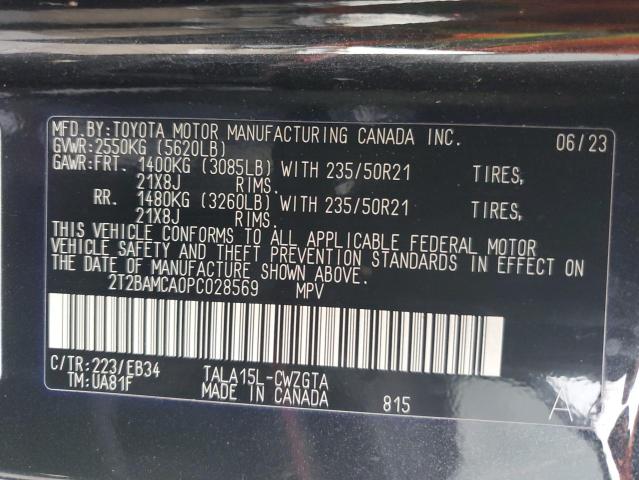 MFD.BY:TOYOTA MOTOR MANUFACTURING CANADA INC. 06/23
GVWR:2550KG (5620LB)
GAWR:FRT. 1400KG (3085LB) WITH 235/50R21 TIRES,
21X8J RIMS.
RR. 1480KG (3260LB) WITH 235/50R21 TIRES,
21X8J RIMS.
THIS VEHICLE CONFORMS TO ALL APPLICABLE FEDERAL MOTOR
VEHICLE SAFETY AND THEFT PREVENTION STANDARDS IN EFFECT ON
THE DATE OF MANUFACTURE SHOWN ABOVE.
2T2BAMCA0PC028569 MPV
C/TR:223/EB34 TALA15L-CWZGTA
TM:UA81F MADE IN CANADA 815